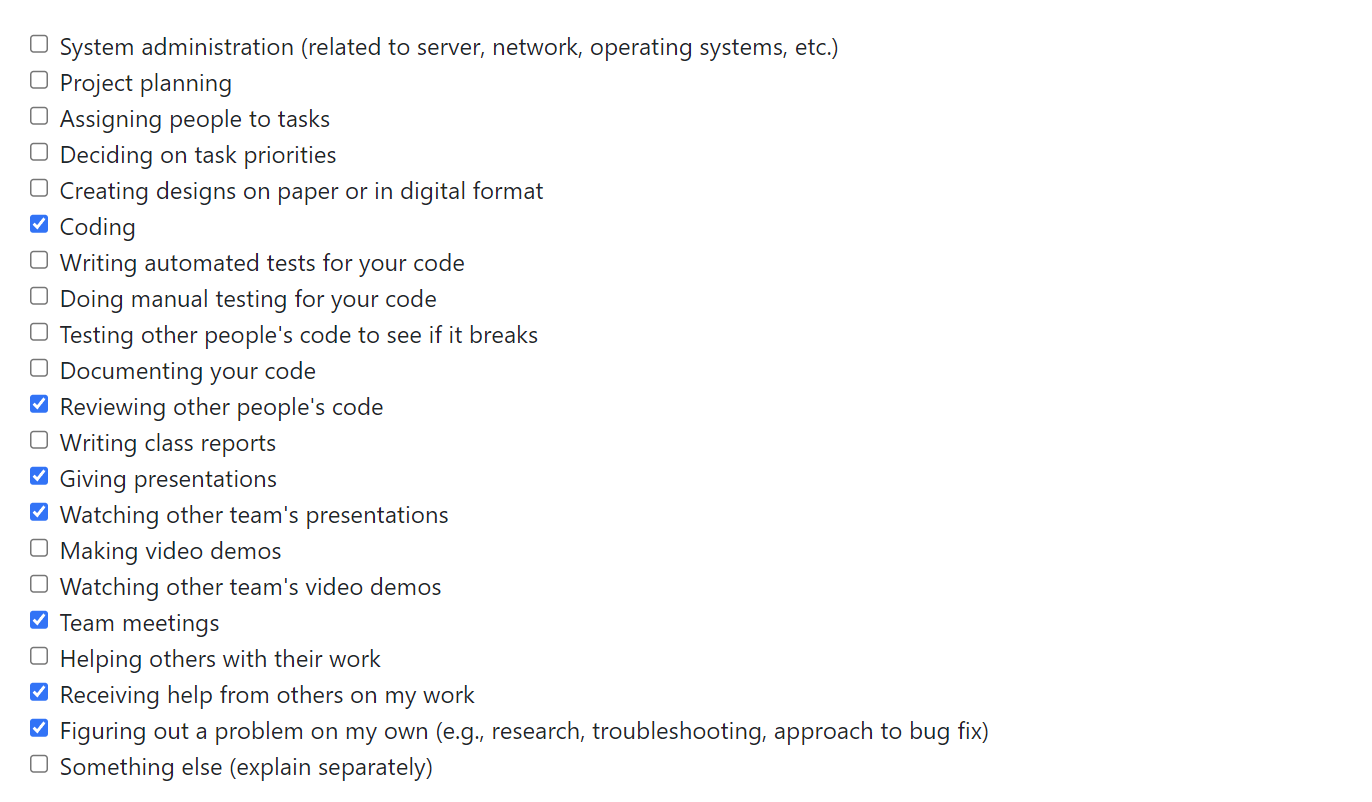 System administration (related to server, network, operating systems, etc.)
Project planning
Assigning people to tasks
Deciding on task priorities
Creating designs on paper or in digital format
Coding
Writing automated tests for your code
Doing manual testing for your code
Testing other people's code to see if it breaks
Documenting your code
Reviewing other people's code
Writing class reports
Giving presentations
Watching other team's presentations
Making video demos
Watching other team's video demos
Team meetings
Helping others with their work
Receiving help from others on my work
Figuring out a problem on my own (e.g., research, troubleshooting, approach to bug fix)
Something else (explain separately)